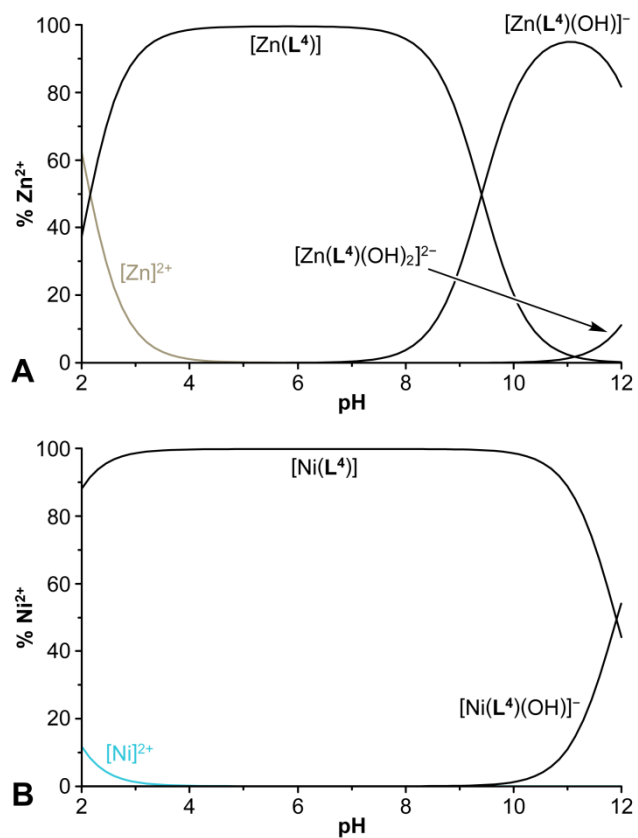 100
80
60
40
20
0
% Zn²⁺
[Zn(L⁴)]
[Zn(L⁴)(OH)]⁻
[Zn]²⁺
[Zn(L⁴)(OH)₂]²⁻
A
2 4 6 8 10 12
pH
100
80
60
40
20
0
% Ni²⁺
[Ni(L⁴)]
[Ni(L⁴)(OH)]⁻
[Ni]²⁺
B
2 4 6 8 10 12
pH